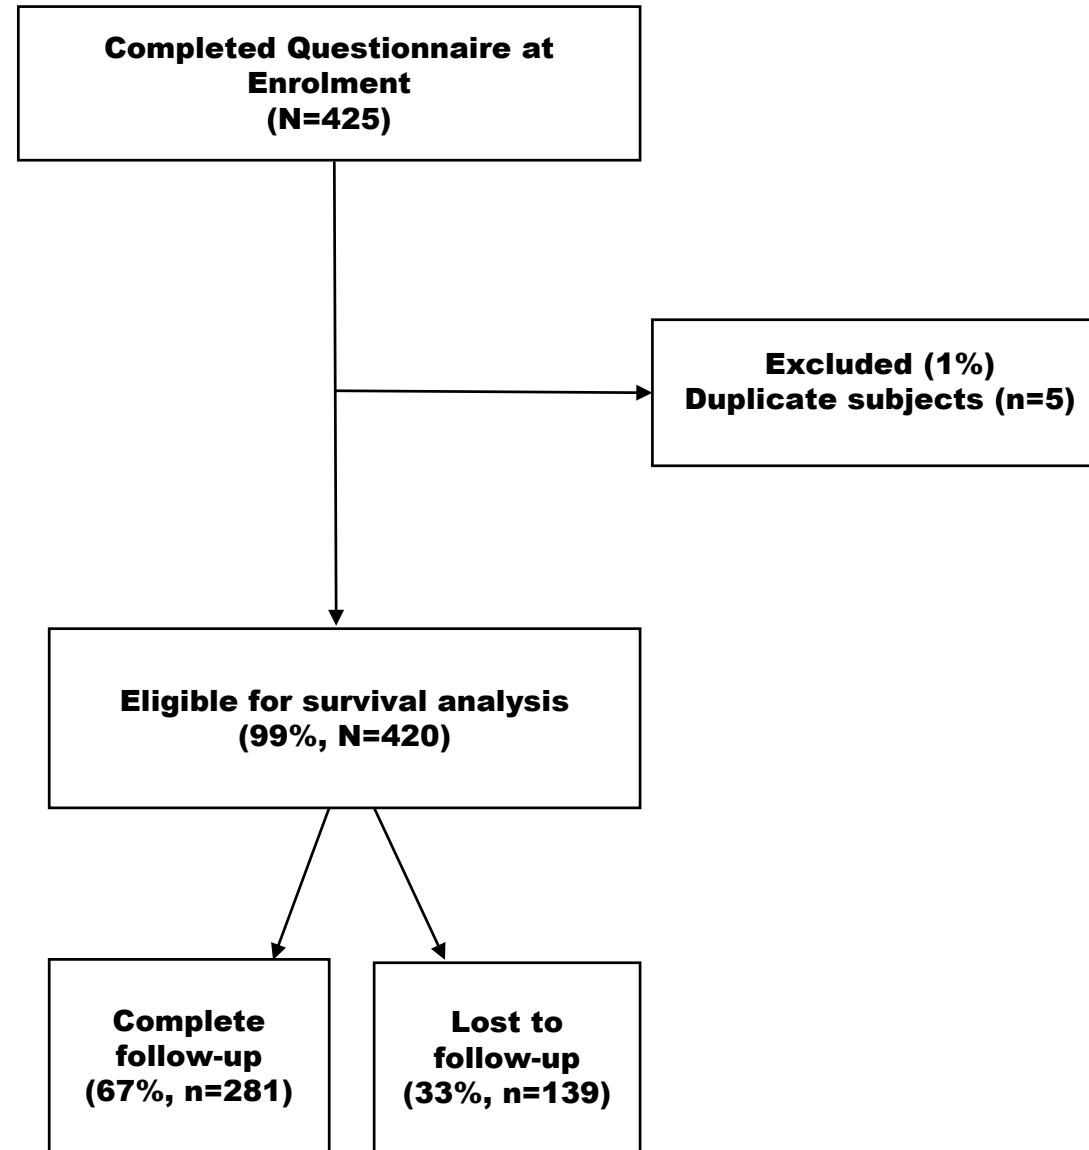 Completed Questionnaire at
Enrolment
(N=425)
Excluded (1%)
Duplicate subjects (n=5)
Eligible for survival analysis
(99%, N=420)
Complete
follow-up
(67%, n=281)
Lost to
follow-up
(33%, n=139)